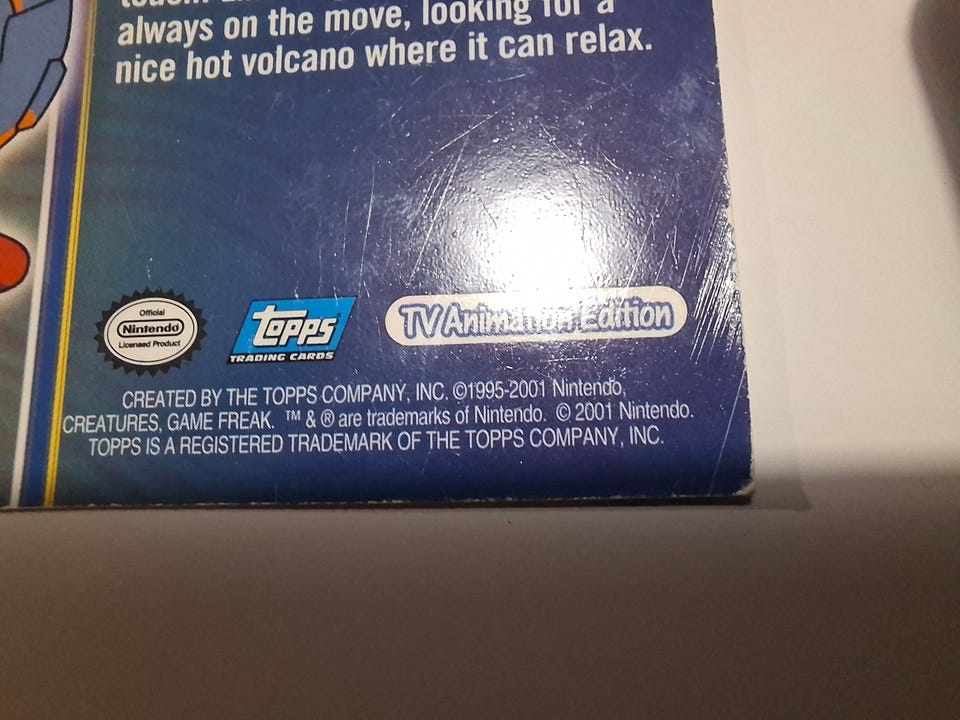 always on the move, looking for a
nice hot volcano where it can relax.
Official
Nintendo
Licensed Product
Topps
TRADING CARDS
TV Animation Edition
CREATED BY THE TOPPS COMPANY, INC. ©1995-2001 Nintendo,
CREATURES, GAME FREAK. ™ & ® are trademarks of Nintendo. © 2001 Nintendo.
TOPPS IS A REGISTERED TRADEMARK OF THE TOPPS COMPANY, INC.